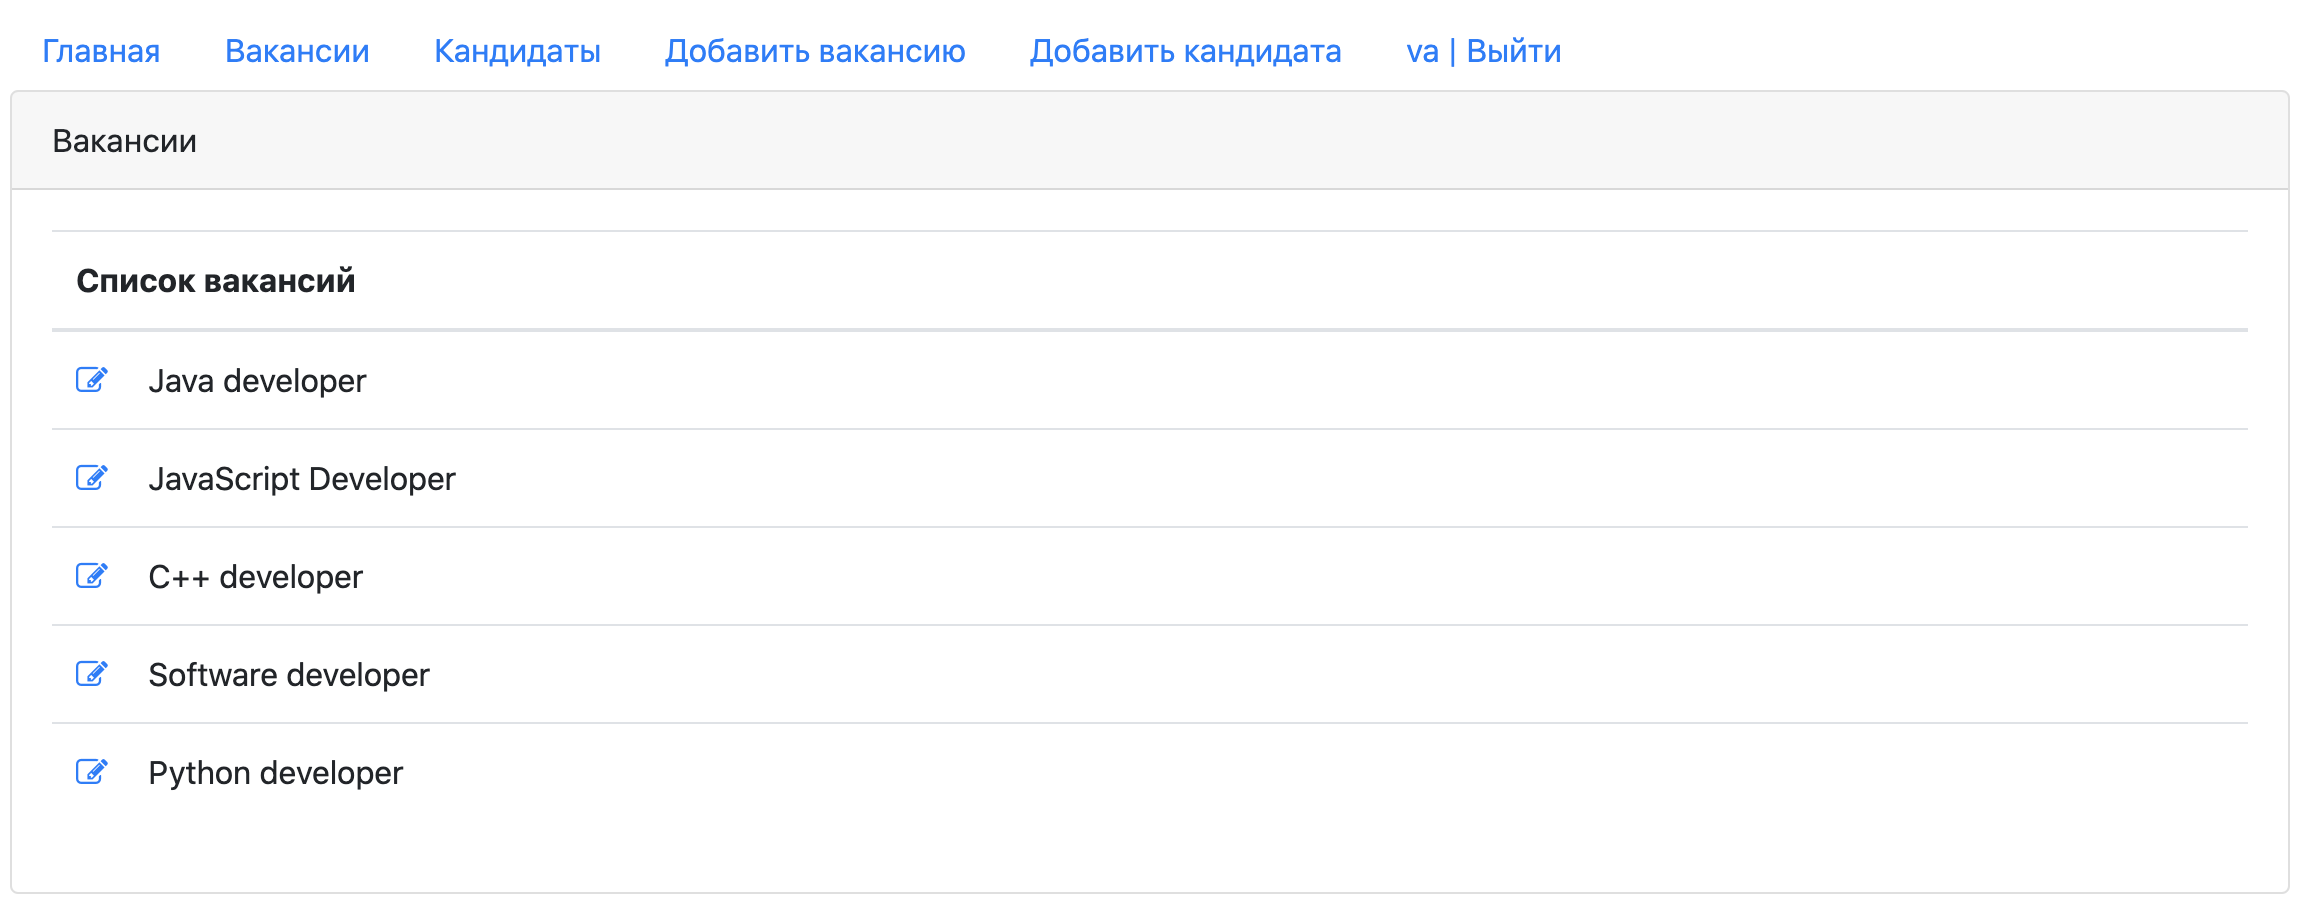 Главная Вакансии Кандидаты Добавить вакансию Добавить кандидата va | Выйти
Вакансии
Список вакансий
Java developer
JavaScript Developer
C++ developer
Software developer
Python developer